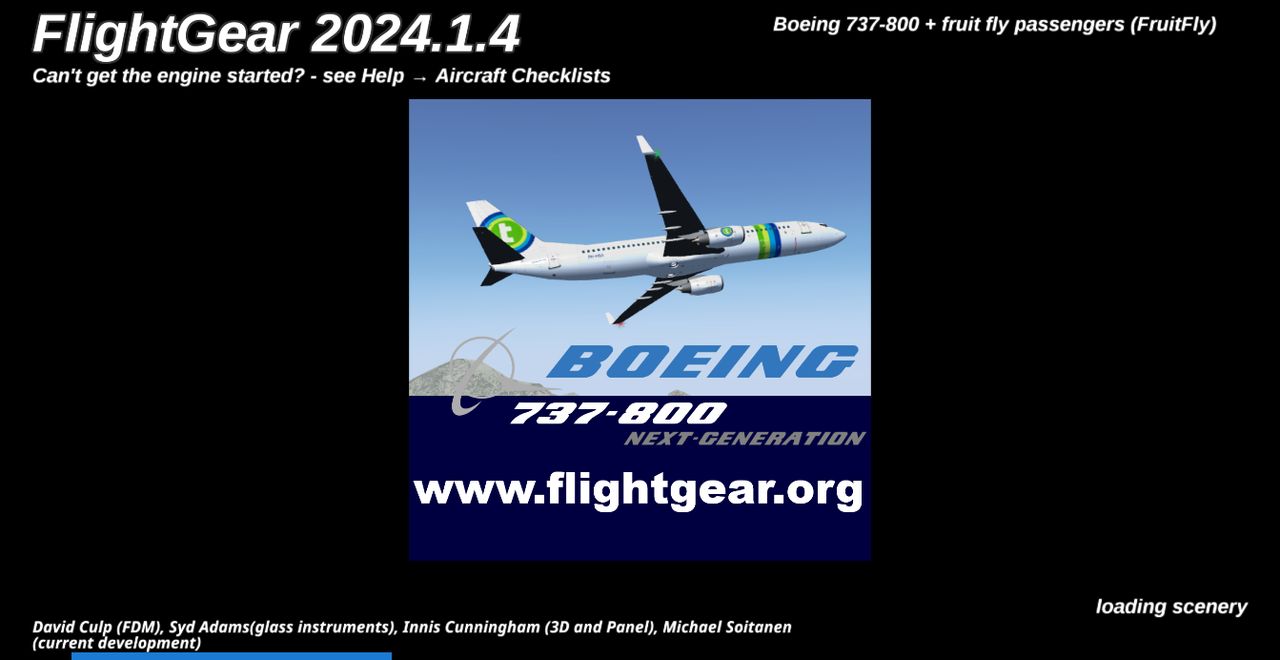 FlightGear 2024.1.4
Boeing 737-800 + fruit fly passengers (FruitFly)
Can't get the engine started? - see Help → Aircraft Checklists
t
BOEING
737-800
NEXT-GENERATION
www.flightgear.org
loading scenery
David Culp (FDM), Syd Adams(glass instruments), Innis Cunningham (3D and Panel), Michael Soitanen
(current development)